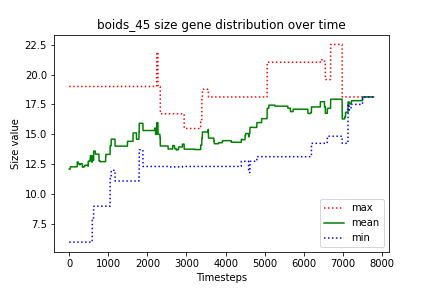 boids_45 size gene distribution over time
Size value
22.5
20.0
17.5
15.0
12.5
10.0
7.5
0
1000
2000
3000
4000
5000
6000
7000
8000
Timesteps
max
mean
min